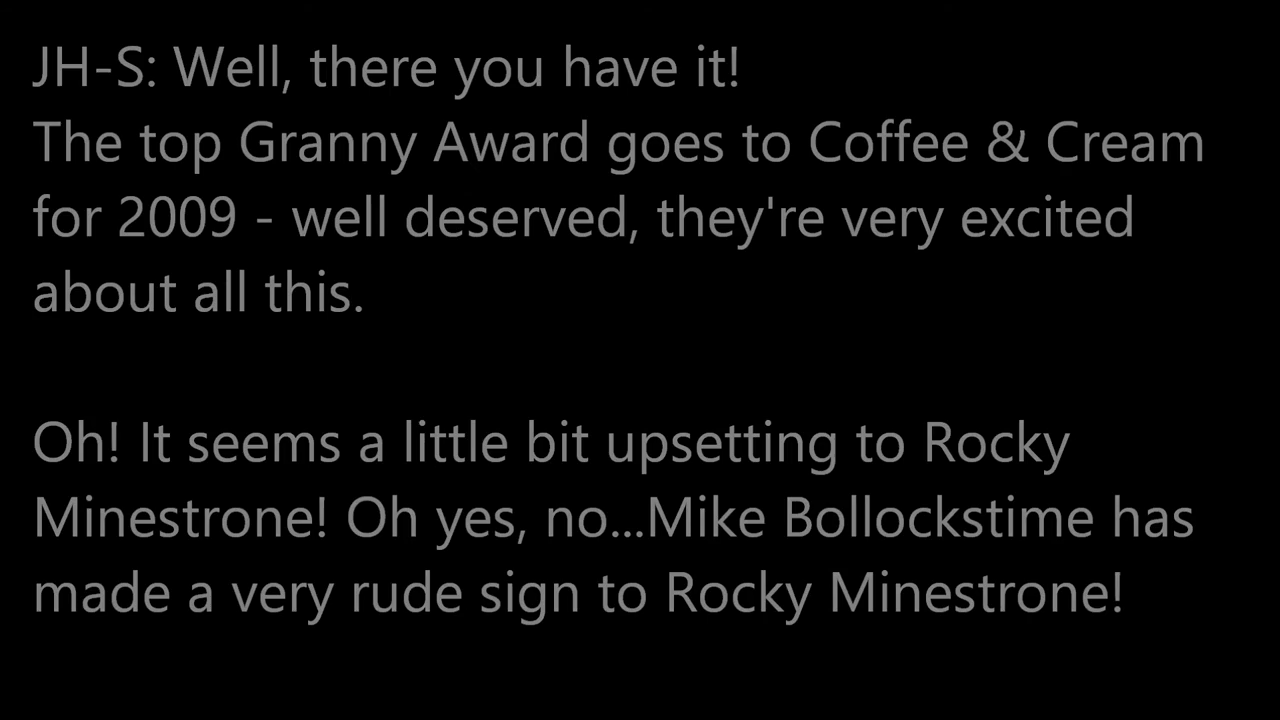 JH-S: Well, there you have it!
The top Granny Award goes to Coffee & Cream
for 2009 - well deserved, they're very excited
about all this.
Oh! It seems a little bit upsetting to Rocky
Minestrone! Oh yes, no...Mike Bollockstime has
made a very rude sign to Rocky Minestrone!